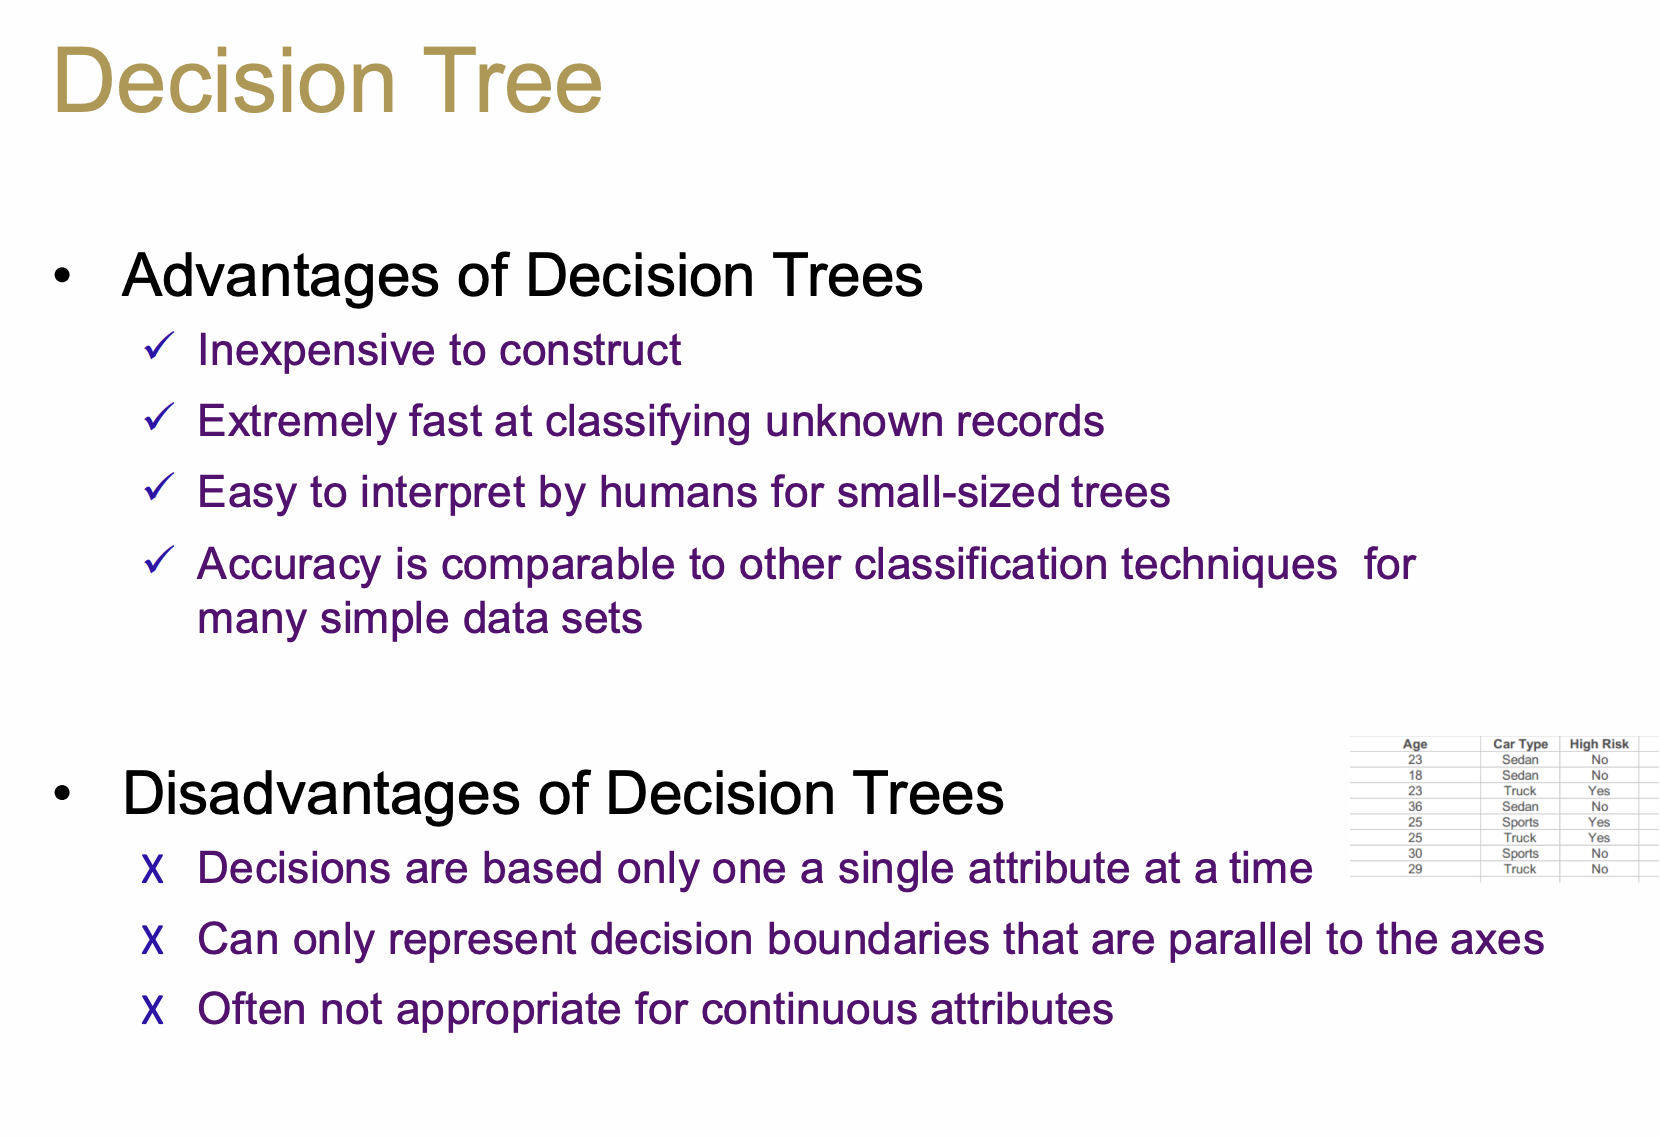 Decision Tree
• Advantages of Decision Trees
✓ Inexpensive to construct
✓ Extremely fast at classifying unknown records
✓ Easy to interpret by humans for small-sized trees
✓ Accuracy is comparable to other classification techniques for
many simple data sets
• Disadvantages of Decision Trees
X Decisions are based only one a single attribute at a time
X Can only represent decision boundaries that are parallel to the axes
X Often not appropriate for continuous attributes
Age Car Type High Risk
23 Sedan No
18 Sedan No
23 Truck Yes
36 Sedan No
25 Sports Yes
25 Truck Yes
30 Sports No
29 Truck No